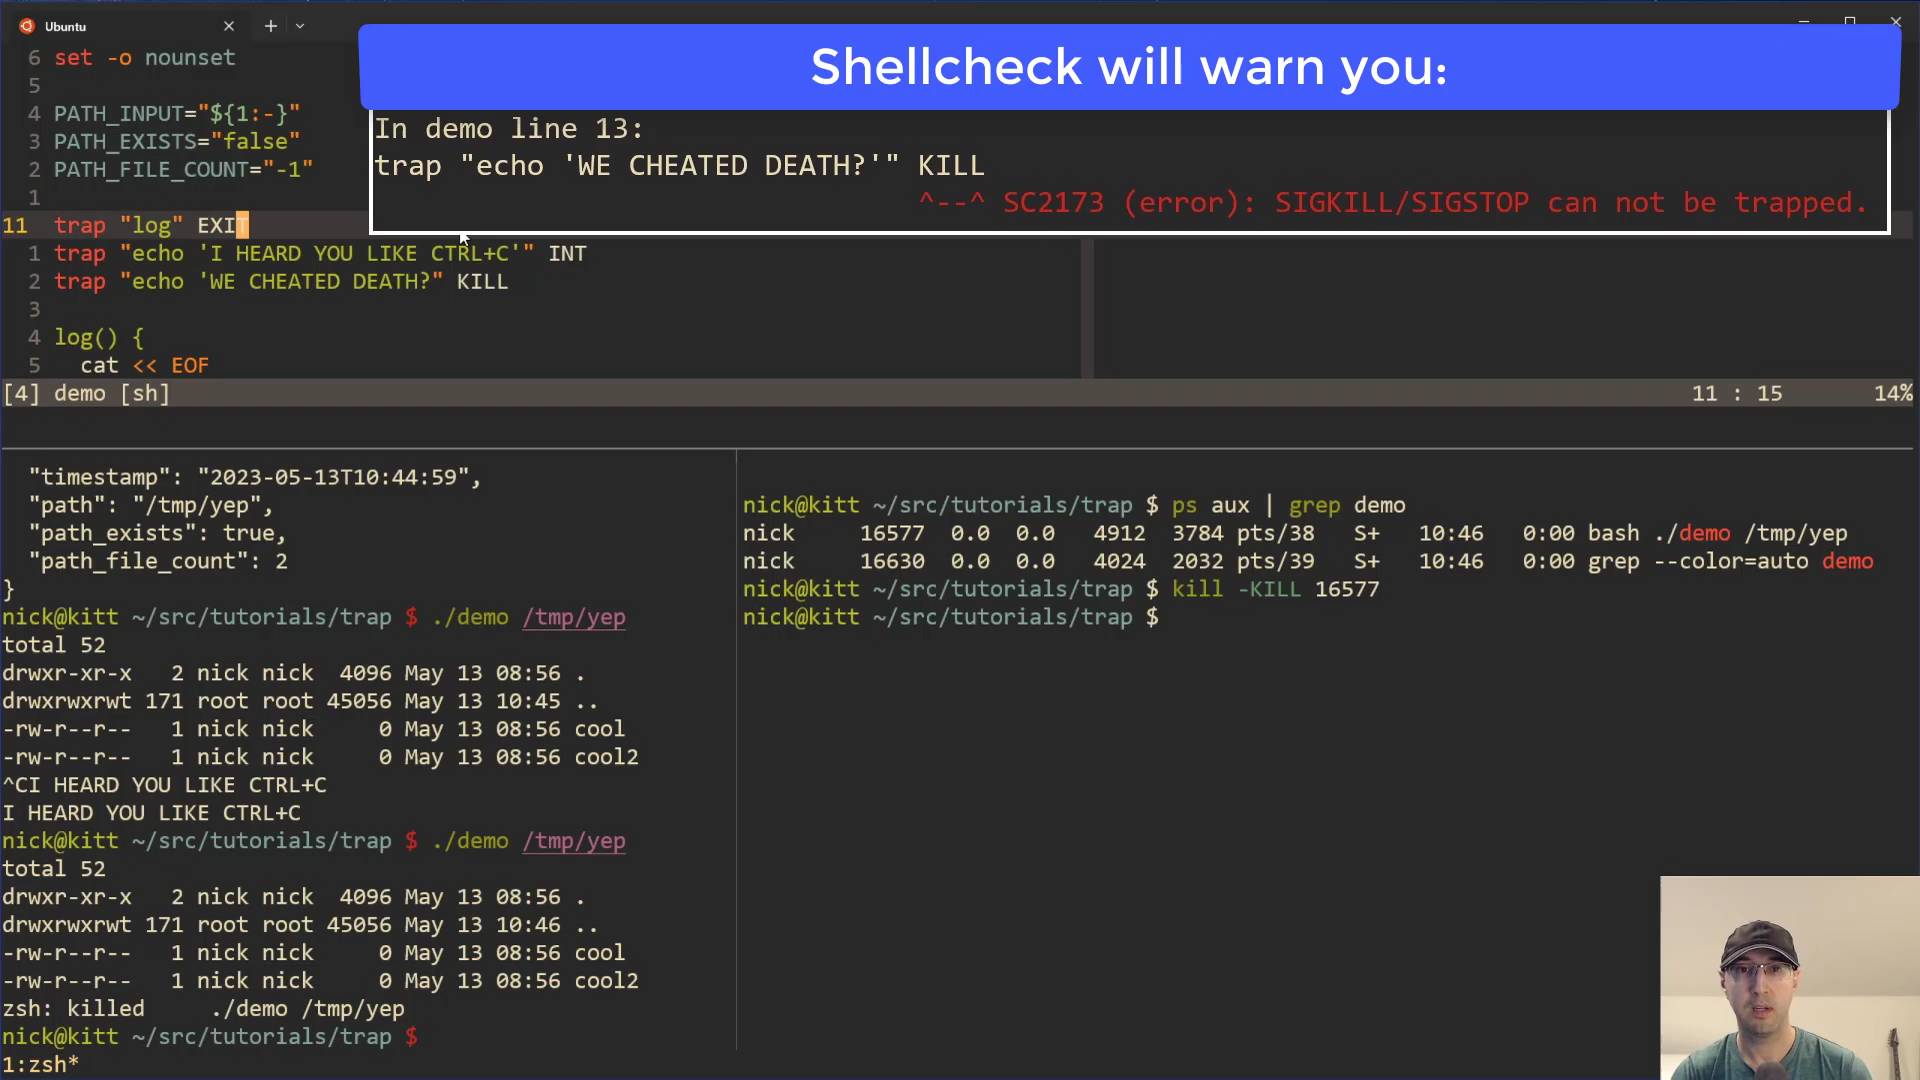 Ubuntu
Shellcheck will warn you:
6 set -o nounset
5
4 PATH_INPUT="${1:-}"
3 PATH_EXISTS="false"
2 PATH_FILE_COUNT="-1"
1
In demo line 13:
trap "echo 'WE CHEATED DEATH?'" KILL
^--^ SC2173 (error): SIGKILL/SIGSTOP can not be trapped.
11 trap "log" EXIT
1 trap "echo 'I HEARD YOU LIKE CTRL+C'" INT
2 trap "echo 'WE CHEATED DEATH?" KILL
3
4 log() {
5 cat << EOF
[4] demo [sh] 11 : 15 14%
"timestamp": "2023-05-13T10:44:59",
"path": "/tmp/yep",
"path_exists": true,
"path_file_count": 2
}
nick@kitt ~/src/tutorials/trap $ ./demo /tmp/yep
total 52
drwxr-xr-x 2 nick nick 4096 May 13 08:56 .
drwxrwxrwt 171 root root 45056 May 13 10:45 ..
-rw-r--r-- 1 nick nick 0 May 13 08:56 cool
-rw-r--r-- 1 nick nick 0 May 13 08:56 cool2
^CI HEARD YOU LIKE CTRL+C
I HEARD YOU LIKE CTRL+C
nick@kitt ~/src/tutorials/trap $ ./demo /tmp/yep
total 52
drwxr-xr-x 2 nick nick 4096 May 13 08:56 .
drwxrwxrwt 171 root root 45056 May 13 10:46 ..
-rw-r--r-- 1 nick nick 0 May 13 08:56 cool
-rw-r--r-- 1 nick nick 0 May 13 08:56 cool2
zsh: killed ./demo /tmp/yep
nick@kitt ~/src/tutorials/trap $
nick@kitt ~/src/tutorials/trap $ ps aux | grep demo
nick 16577 0.0 0.0 4912 3784 pts/38 S+ 10:46 0:00 bash ./demo /tmp/yep
nick 16630 0.0 0.0 4024 2032 pts/39 S+ 10:46 0:00 grep --color=auto demo
nick@kitt ~/src/tutorials/trap $ kill -KILL 16577
nick@kitt ~/src/tutorials/trap $
1:zsh*